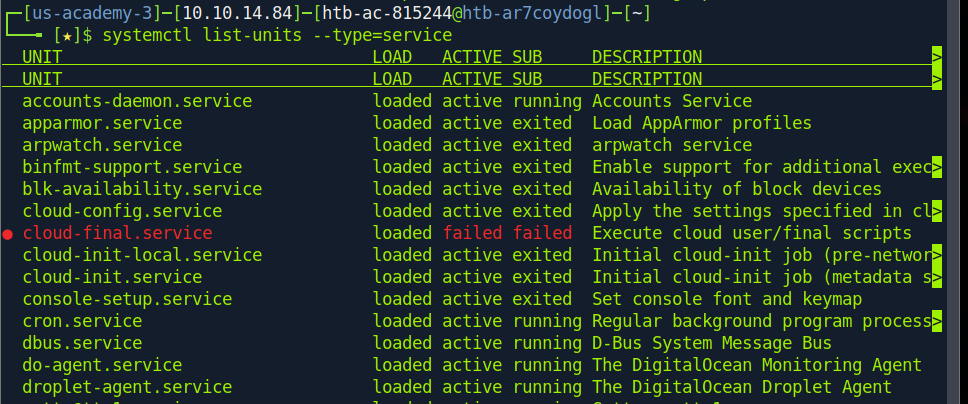 [us-academy-3]─[10.10.14.84]─[htb-ac-815244@htb-ar7coydogl]─[~]
[★]$ systemctl list-units --type=service
UNIT LOAD ACTIVE SUB DESCRIPTION >
UNIT LOAD ACTIVE SUB DESCRIPTION >
accounts-daemon.service loaded active running Accounts Service
apparmor.service loaded active exited Load AppArmor profiles
arpwatch.service loaded active exited arpwatch service
binfmt-support.service loaded active exited Enable support for additional exec>
blk-availability.service loaded active exited Availability of block devices
cloud-config.service loaded active exited Apply the settings specified in cl>
● cloud-final.service loaded failed failed Execute cloud user/final scripts
cloud-init-local.service loaded active exited Initial cloud-init job (pre-networ>
cloud-init.service loaded active exited Initial cloud-init job (metadata s>
console-setup.service loaded active exited Set console font and keymap
cron.service loaded active running Regular background program process>
dbus.service loaded active running D-Bus System Message Bus
do-agent.service loaded active running The DigitalOcean Monitoring Agent
droplet-agent.service loaded active running The DigitalOcean Droplet Agent